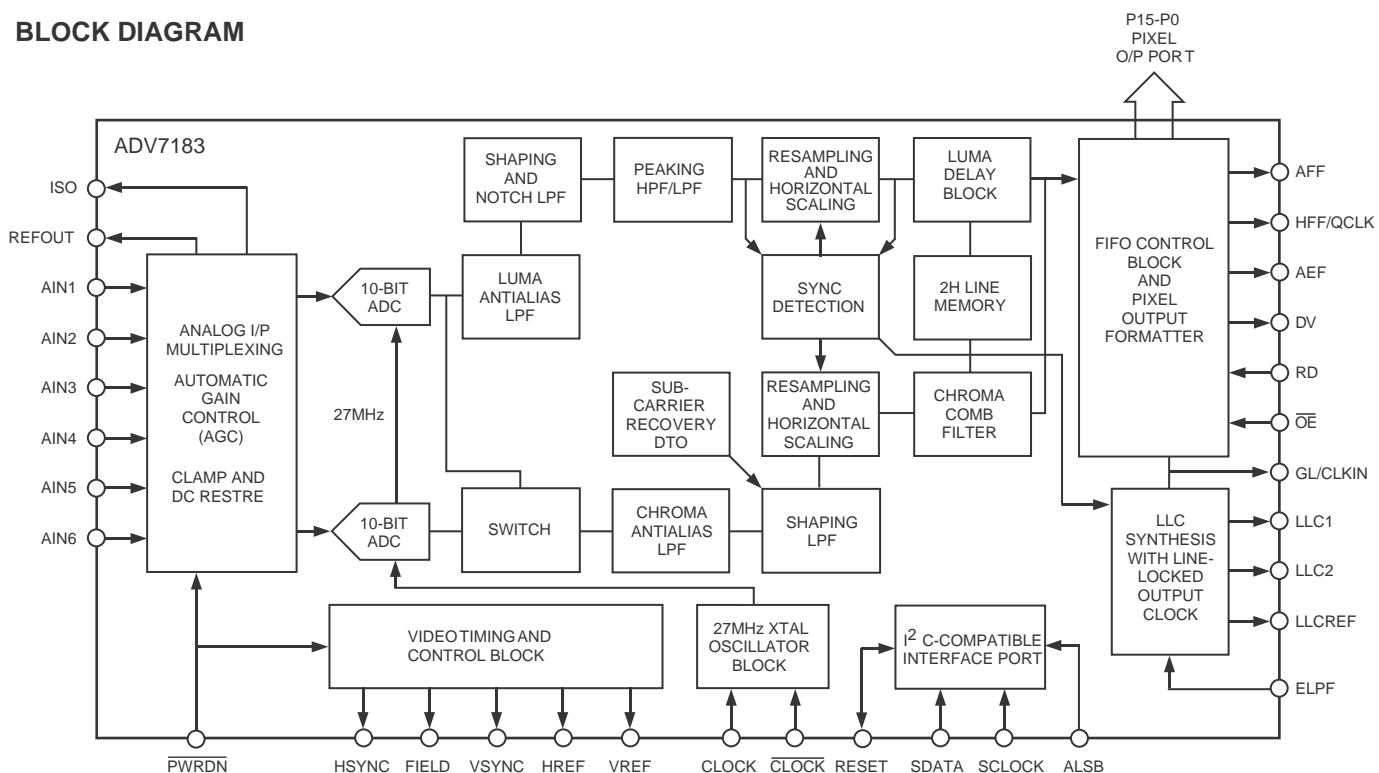 BLOCK DIAGRAM
P15-P0
PIXEL
O/P PORT
ADV7183
ISO
REFOUT
AIN1
AIN2
AIN3
AIN4
AIN5
AIN6
ANALOG I/P
MULTIPLEXING
AUTOMATIC
GAIN
CONTROL
(AGC)
CLAMP AND
DC RESTRE
10-BIT
ADC
27MHz
10-BIT
ADC
SHAPING
AND
NOTCH LPF
LUMA
ANTIALIAS
LPF
PEAKING
HPF/LPF
RESAMPLING
AND
HORIZONTAL
SCALING
LUMA
DELAY
BLOCK
SYNC
DETECTION
2H LINE
MEMORY
SUB-
CARRIER
RECOVERY
DTO
RESAMPLING
AND
HORIZONTAL
SCALING
CHROMA
COMB
FILTER
SWITCH
CHROMA
ANTIALIAS
LPF
SHAPING
LPF
FIFO CONTROL
BLOCK
AND
PIXEL
OUTPUT
FORMATTER
LLC
SYNTHESIS
WITH LINE-
LOCKED
OUTPUT
CLOCK
AFF
HFF/QCLK
AEF
DV
RD
OE
GL/CLKIN
LLC1
LLC2
LLCREF
ELPF
VIDEO TIMING AND
CONTROL BLOCK
27MHz XTAL
OSCILLATOR
BLOCK
I2 C-COMPATIBLE
INTERFACE PORT
PWRDN
HSYNC
FIELD
VSYNC
HREF
VREF
CLOCK
CLOCK
RESET
SDATA
SCLOCK
ALSB